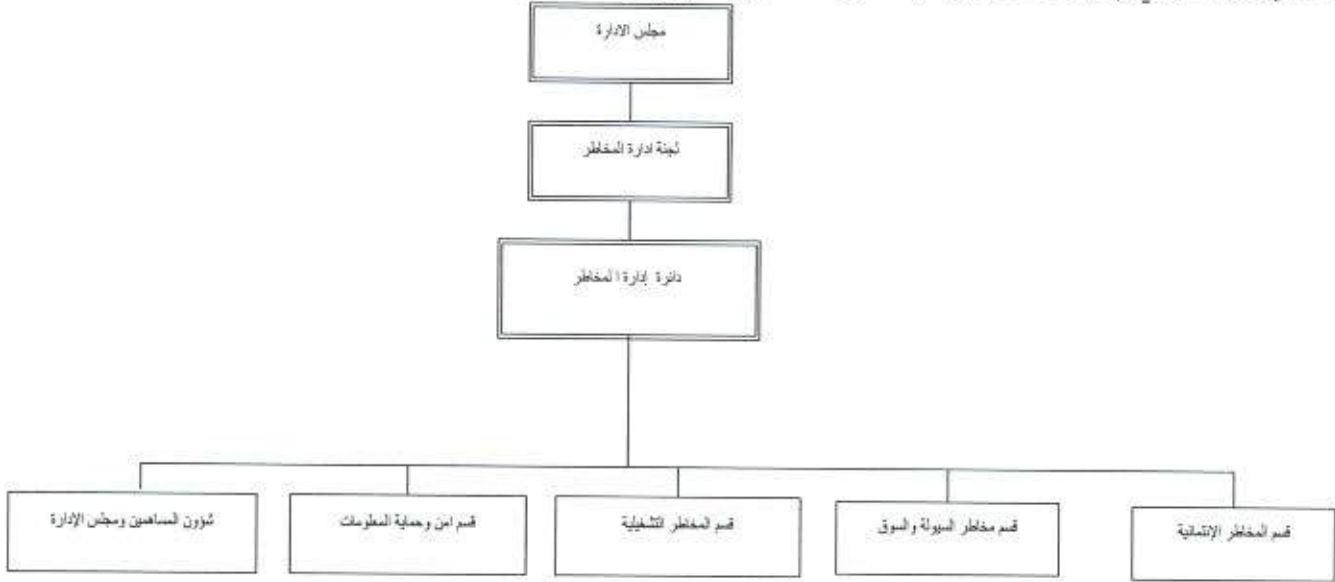 مجلس الادارة
لجنة ادارة المخاطر
دائرة إدارة المخاطر
قسم المخاطر الإئتمانية
قسم مخاطر السيولة والسوق
قسم المخاطر التشغيلية
قسم امن وحماية المعلومات
شؤون المساهمين ومجلس الإدارة